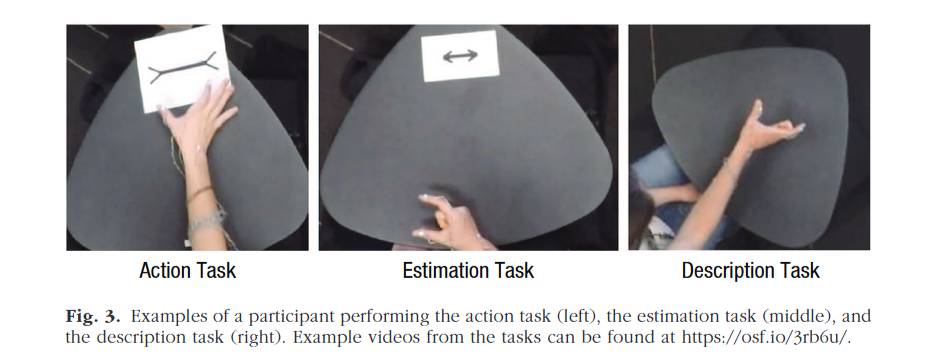 Action Task
Estimation Task
Description Task
Fig. 3. Examples of a participant performing the action task (left), the estimation task (middle), and
the description task (right). Example videos from the tasks can be found at https://osf.io/3rb6u/.